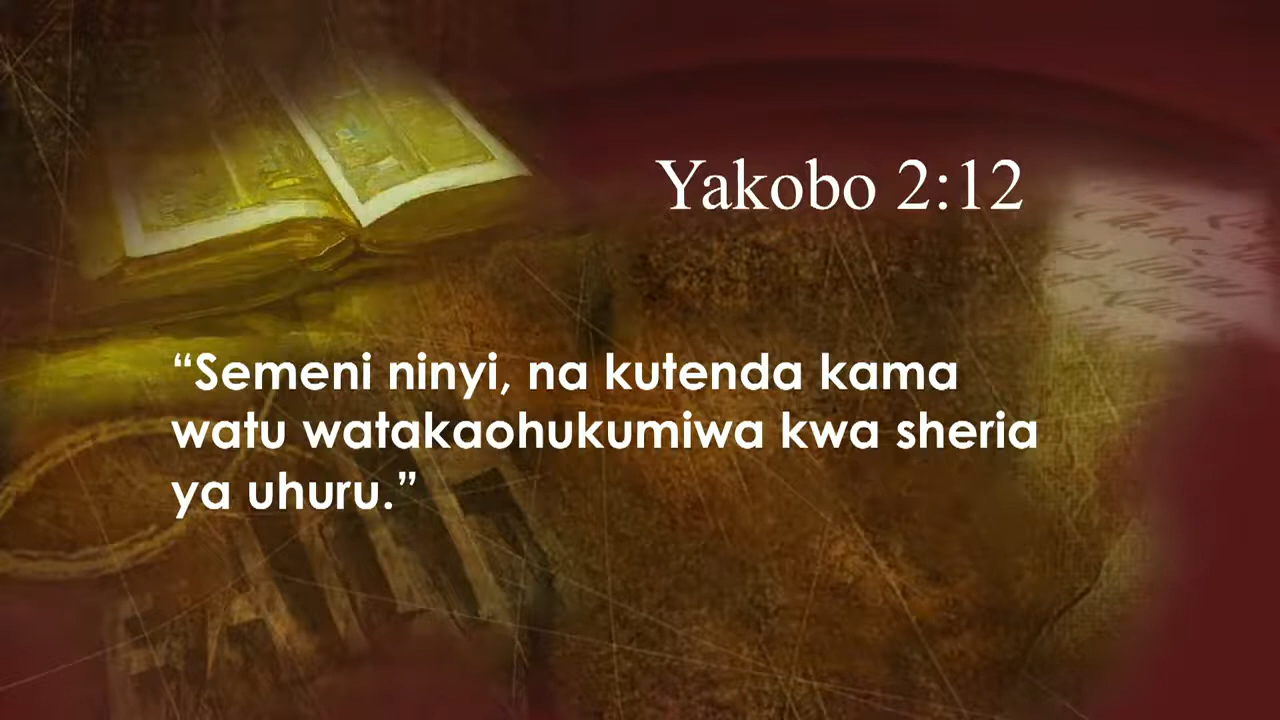 Yakobo 2:12
“Semeni ninyi, na kutenda kama
watu watakaohukumiwa kwa sheria
ya uhuru.”